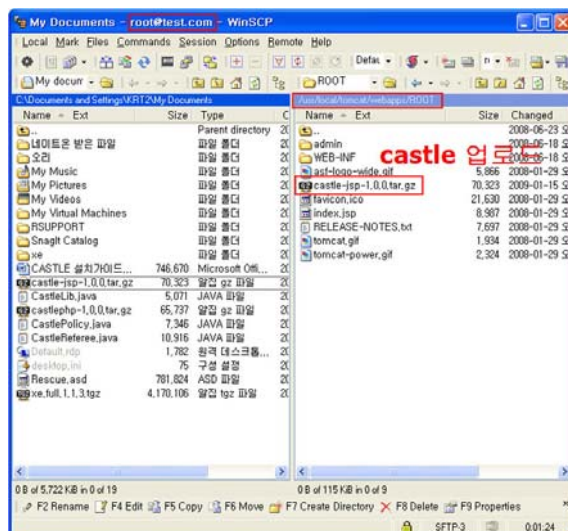 My Documents - root@test.com - WinSCP
Local Mark Files Commands Session Options Remote Help
Defau
My docum
ROOT
C:\Documents and Settings\KRT2\My Documents
/usr/local/tomcat/webapps/ROOT
Name Ext Size Type
Name Ext Size Changed
.. Parent directory
네이트온 받은 파일 파일 폴더
오리 파일 폴더
My Music 파일 폴더
My Pictures 파일 폴더
My Videos 파일 폴더
My Virtual Machines 파일 폴더
RSUPPORT 파일 폴더
SnagIt Catalog 파일 폴더
xe 파일 폴더
CASTLE 설치가이드... 746,670 Microsoft Offi...
castle-jsp-1.0.0.tar.gz 70,323 알집 gz 파일
CastleLib.java 5,071 JAVA 파일
castlephp-1.0.0.tar.gz 65,737 알집 gz 파일
CastlePolicy.java 7,346 JAVA 파일
CastleReferee.java 10,916 JAVA 파일
Default.rdp 1,782 원격 데스크톱...
desktop.ini 75 구성 설정
Rescue.asd 781,824 ASD 파일
xe.full.1.1.3.tgz 4,170,106 알집 tgz 파일
.. 2008-06-23 오
admin 2008-06-18 오
WEB-INF 2008-06-18 오
castle 업로드
asf-logo-wide.gif 5,866 2008-01-29 오
castle-jsp-1.0.0.tar.gz 70,323 2009-01-15 오
favicon.ico 21,630 2008-01-29 오
index.jsp 8,987 2008-01-29 오
RELEASE-NOTES.txt 7,697 2008-01-29 오
tomcat.gif 1,934 2008-01-29 오
tomcat-power.gif 2,324 2008-01-29 오
0 B of 5,722 KiB in 0 of 19
0 B of 115 KiB in 0 of 9
F2 Rename F4 Edit F5 Copy F6 Move F7 Create Directory F8 Delete F9 Properties
SFTP-3 0:01:24